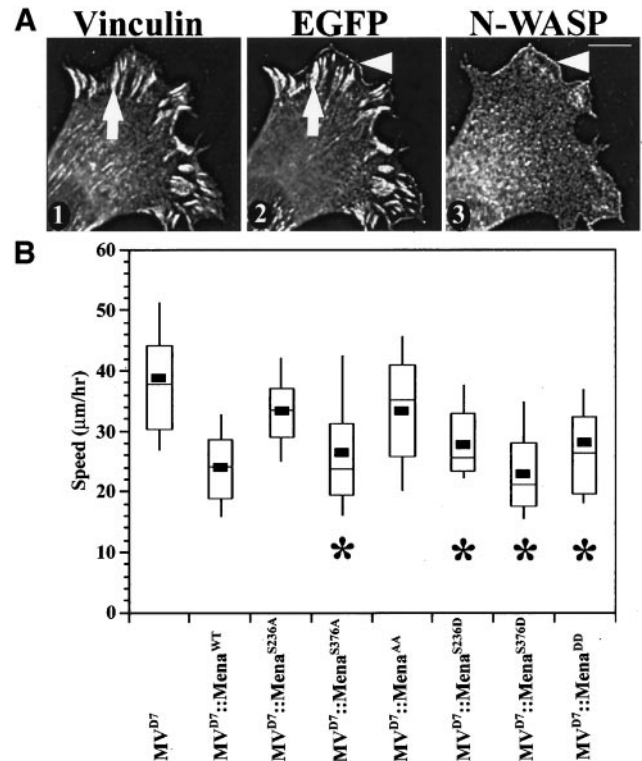 A
Vinculin EGFP N-WASP
1 2 3
B
60
50
40
30
20
10
0
Speed (μm/hr)
* * * *
MV^D7
MV^D7::Mena^WT
MV^D7::Mena^S236A
MV^D7::Mena^S376A
MV^D7::Mena^AA
MV^D7::Mena^S236D
MV^D7::Mena^S376D
MV^D7::Mena^DD